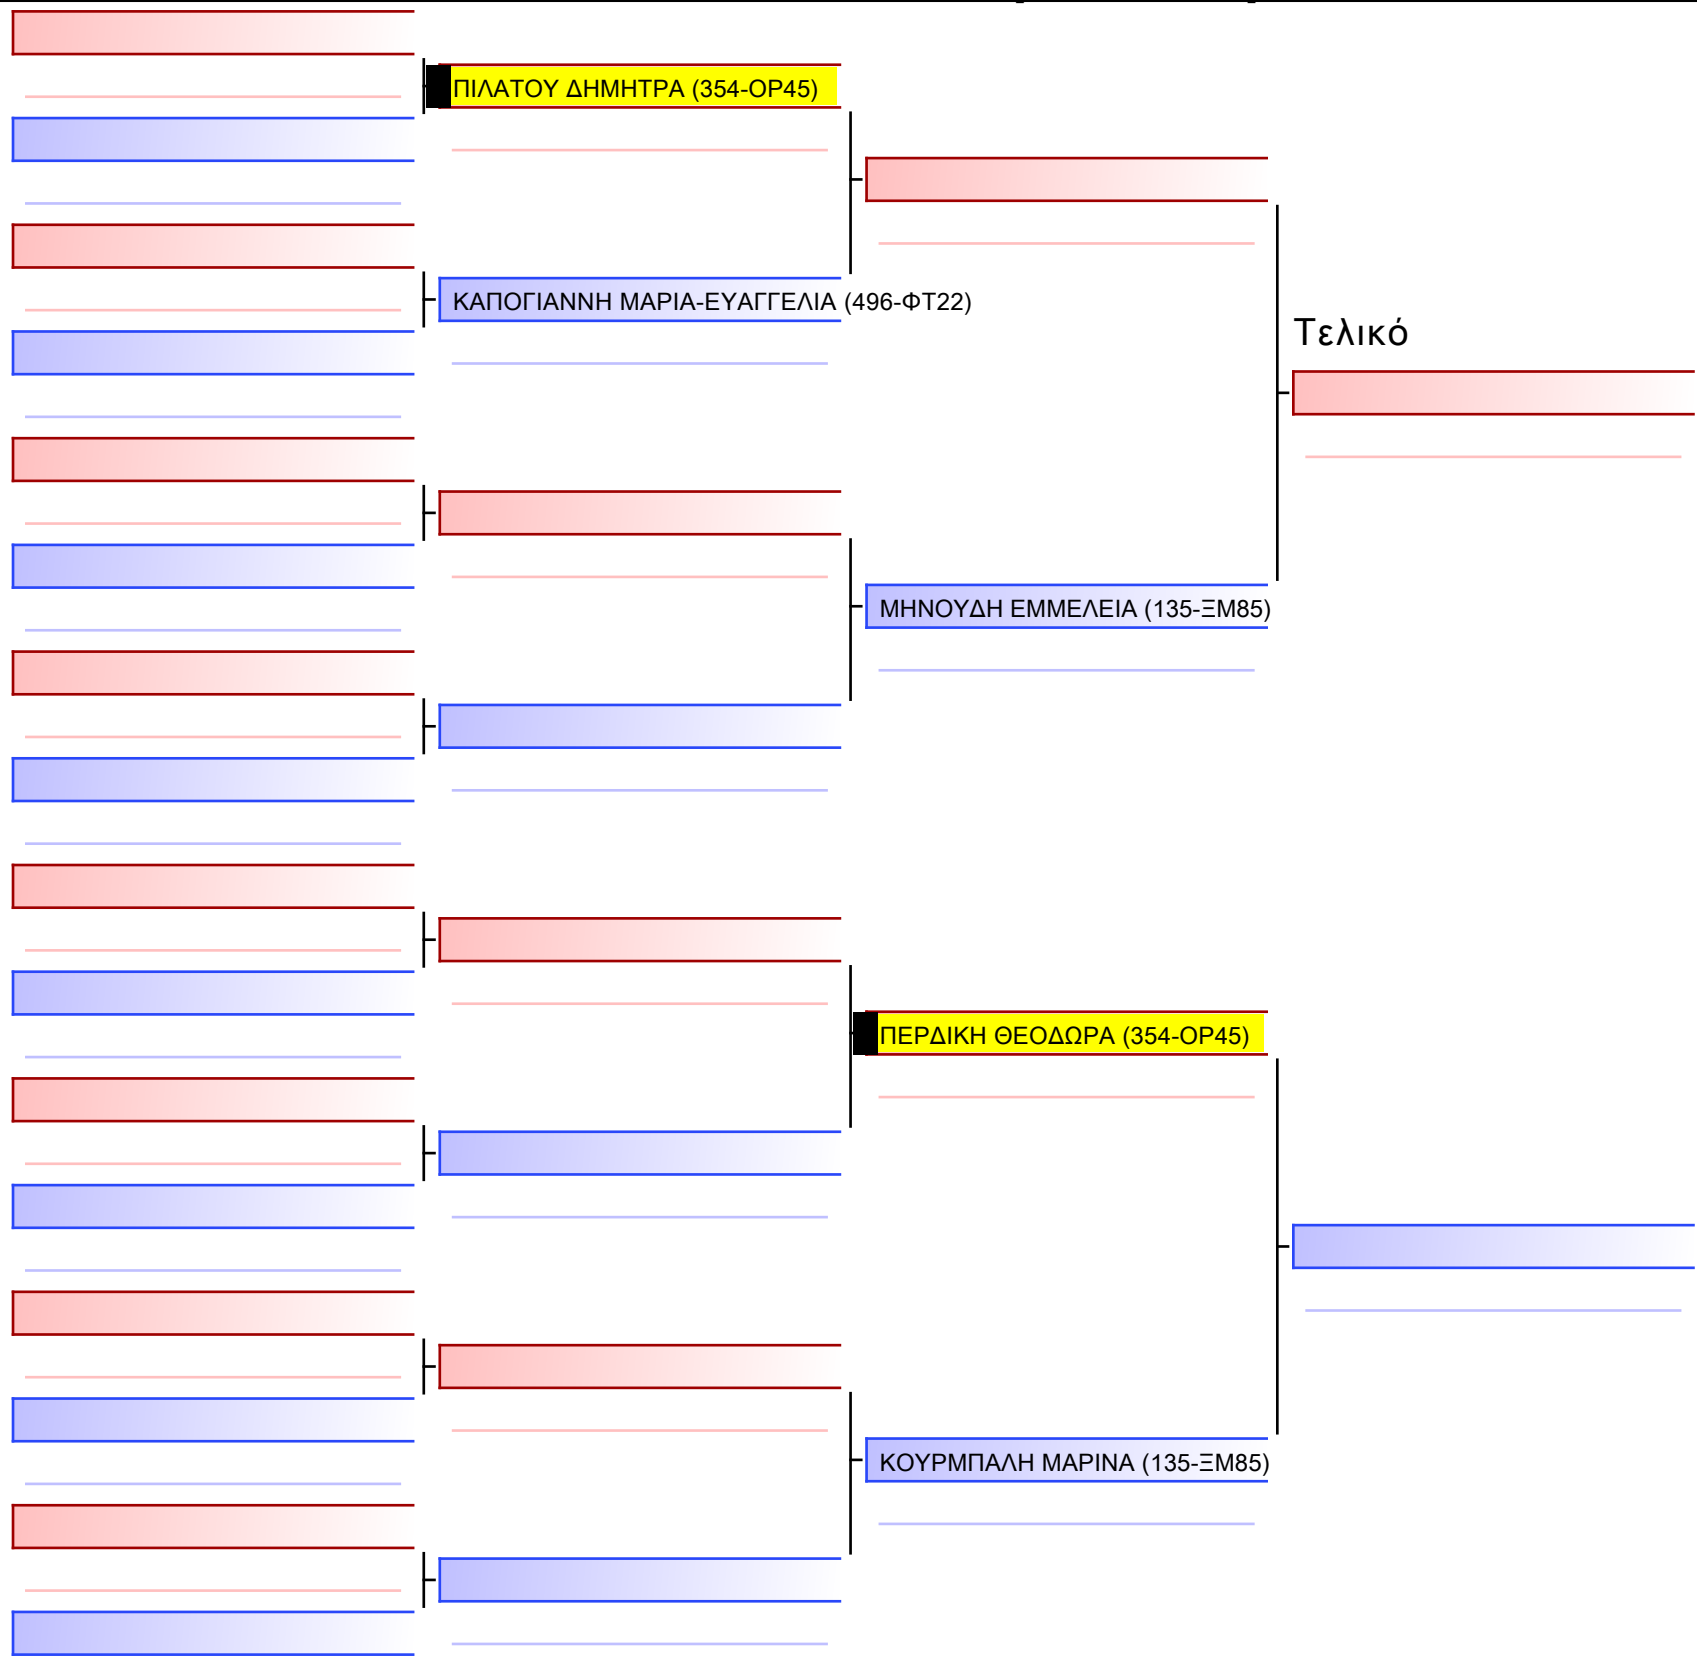 ΠΙΛΑΤΟΥ ΔΗΜΗΤΡΑ (354-ΟΡ45)
ΚΑΠΟΓΙΑΝΝΗ ΜΑΡΙΑ-ΕΥΑΓΓΕΛΙΑ (496-ΦΤ22)
Τελικό
ΜΗΝΟΥΔΗ ΕΜΜΕΛΕΙΑ (135-ΞΜ85)
ΠΕΡΔΙΚΗ ΘΕΟΔΩΡΑ (354-ΟΡ45)
ΚΟΥΡΜΠΑΛΗ ΜΑΡΙΝΑ (135-ΞΜ85)